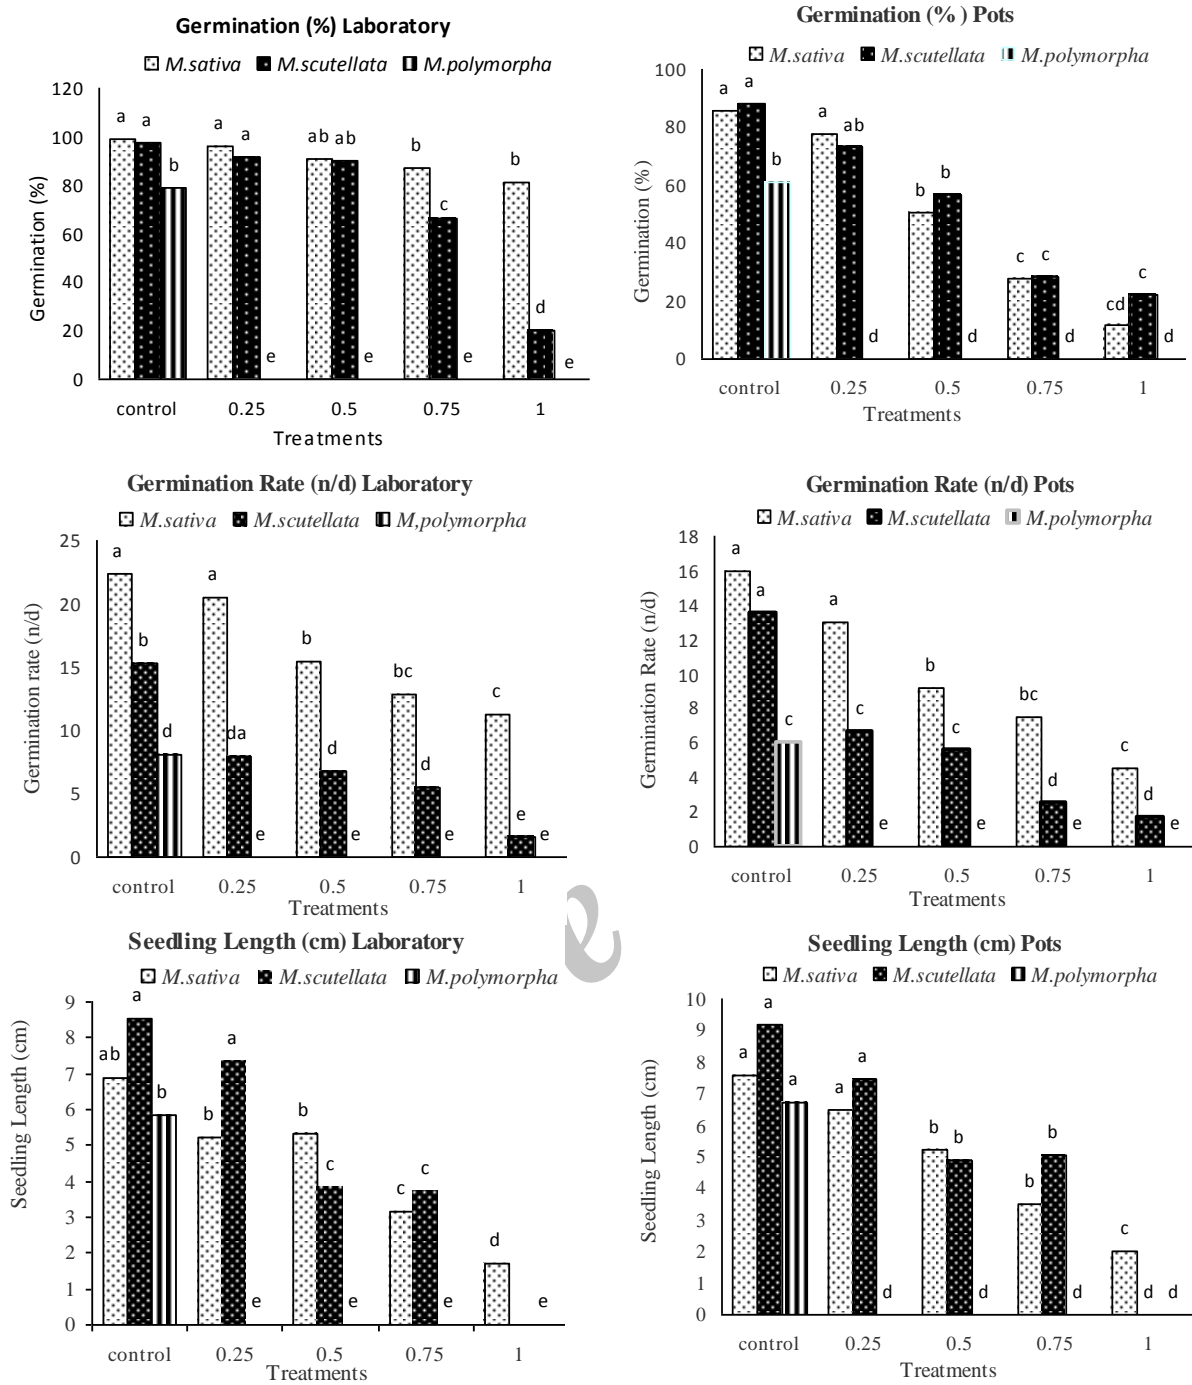 Germination (%) Laboratory
M.sativa M.scutellata M.polymorpha
120
100
80
60
40
20
0
Germination (%)
a a b
a a e
ab ab e
b c e
b d e
control 0.25 0.5 0.75 1
Treatments
Germination (% ) Pots
M.sativa M.scutellata M.polymorpha
100
80
60
40
20
0
Germination (%)
a a b
a ab d
b b d
c c d
cd c d
control 0.25 0.5 0.75 1
Treatments
Germination Rate (n/d) Laboratory
M.sativa M.scutellata M,polymorpha
25
20
15
10
5
0
Germination rate (n/d)
a b d
a da e
b d e
bc d e
c e e
control 0.25 0.5 0.75 1
Treatments
Germination Rate (n/d) Pots
M.sativa M.scutellata M.polymorpha
18
16
14
12
10
8
6
4
2
0
Germination Rate (n/d)
a a c
a c e
b c e
bc d e
c d e
control 0.25 0.5 0.75 1
Treatments
Seedling Length (cm) Laboratory
M.sativa M.scutellata M.polymorpha
9
8
7
6
5
4
3
2
1
0
Seedling Length (cm)
ab a b
b a e
b c e
c c e
d e
control 0.25 0.5 0.75 1
Treatments
Seedling Length (cm) Pots
M.sativa M.scutellata M.polymorpha
10
9
8
7
6
5
4
3
2
1
0
Seedling Length (cm)
a a a
a a d
b b d
b b d
c d d
control 0.25 0.5 0.75 1
Treatments
e